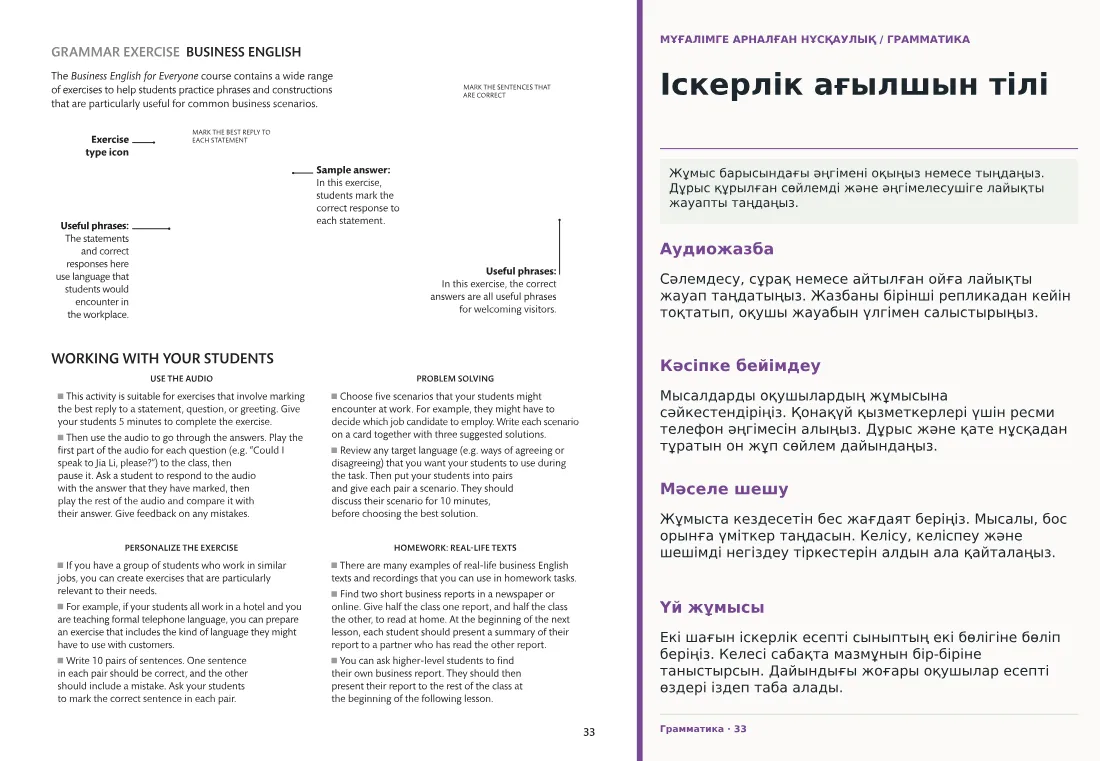 GRAMMAR EXERCISE BUSINESS ENGLISH
The Business English for Everyone course contains a wide range
of exercises to help students practice phrases and constructions
that are particularly useful for common business scenarios.
MARK THE SENTENCES THAT
ARE CORRECT
Exercise
type icon
MARK THE BEST REPLY TO
EACH STATEMENT
Sample answer:
In this exercise,
students mark the
correct response to
each statement.
Useful phrases:
The statements
and correct
responses here
use language that
students would
encounter in
the workplace.
Useful phrases:
In this exercise, the correct
answers are all useful phrases
for welcoming visitors.
WORKING WITH YOUR STUDENTS
USE THE AUDIO
This activity is suitable for exercises that involve marking
the best reply to a statement, question, or greeting. Give
your students 5 minutes to complete the exercise.
Then use the audio to go through the answers. Play the
first part of the audio for each question (e.g. "Could I
speak to Jia Li, please?") to the class, then
pause it. Ask a student to respond to the audio
with the answer that they have marked, then
play the rest of the audio and compare it with
their answer. Give feedback on any mistakes.
PROBLEM SOLVING
Choose five scenarios that your students might
encounter at work. For example, they might have to
decide which job candidate to employ. Write each scenario
on a card together with three suggested solutions.
Review any target language (e.g. ways of agreeing or
disagreeing) that you want your students to use during
the task. Then put your students into pairs
and give each pair a scenario. They should
discuss their scenario for 10 minutes,
before choosing the best solution.
PERSONALIZE THE EXERCISE
If you have a group of students who work in similar
jobs, you can create exercises that are particularly
relevant to their needs.
For example, if your students all work in a hotel and you
are teaching formal telephone language, you can prepare
an exercise that includes the kind of language they might
have to use with customers.
Write 10 pairs of sentences. One sentence
in each pair should be correct, and the other
should include a mistake. Ask your students
to mark the correct sentence in each pair.
HOMEWORK: REAL-LIFE TEXTS
There are many examples of real-life business English
texts and recordings that you can use in homework tasks.
Find two short business reports in a newspaper or
online. Give half the class one report, and half the class
the other, to read at home. At the beginning of the next
lesson, each student should present a summary of their
report to a partner who has read the other report.
You can ask higher-level students to find
their own business report. They should then
present their report to the rest of the class at
the beginning of the following lesson.
33
МҰҒАЛІМГЕ АРНАЛҒАН НҰСҚАУЛЫҚ / ГРАММАТИКА
Іскерлік ағылшын тілі
Жұмыс барысындағы әңгімені оқыңыз немесе тыңдаңыз.
Дұрыс құрылған сөйлемді және әңгімелесушіге лайықты
жауапты таңдаңыз.
Аудиожазба
Сәлемдесу, сұрақ немесе айтылған ойға лайықты
жауап таңдатыңыз. Жазбаны бірінші репликадан кейін
тоқтатып, оқушы жауабын үлгімен салыстырыңыз.
Кәсіпке бейімдеу
Мысалдарды оқушылардың жұмысына
сәйкестендіріңіз. Қонақүй қызметкерлері үшін ресми
телефон әңгімесін алыңыз. Дұрыс және қате нұсқадан
тұратын он жұп сөйлем дайындаңыз.
Мәселе шешу
Жұмыста кездесетін бес жағдаят беріңіз. Мысалы, бос
орынға үміткер таңдасын. Келісу, келіспеу және
шешімді негіздеу тіркестерін алдын ала қайталаңыз.
Үй жұмысы
Екі шағын іскерлік есепті сыныптың екі бөлігіне бөліп
беріңіз. Келесі сабақта мазмұнын бір-біріне
таныстырсын. Дайындығы жоғары оқушылар есепті
өздері іздеп таба алады.
Грамматика · 33